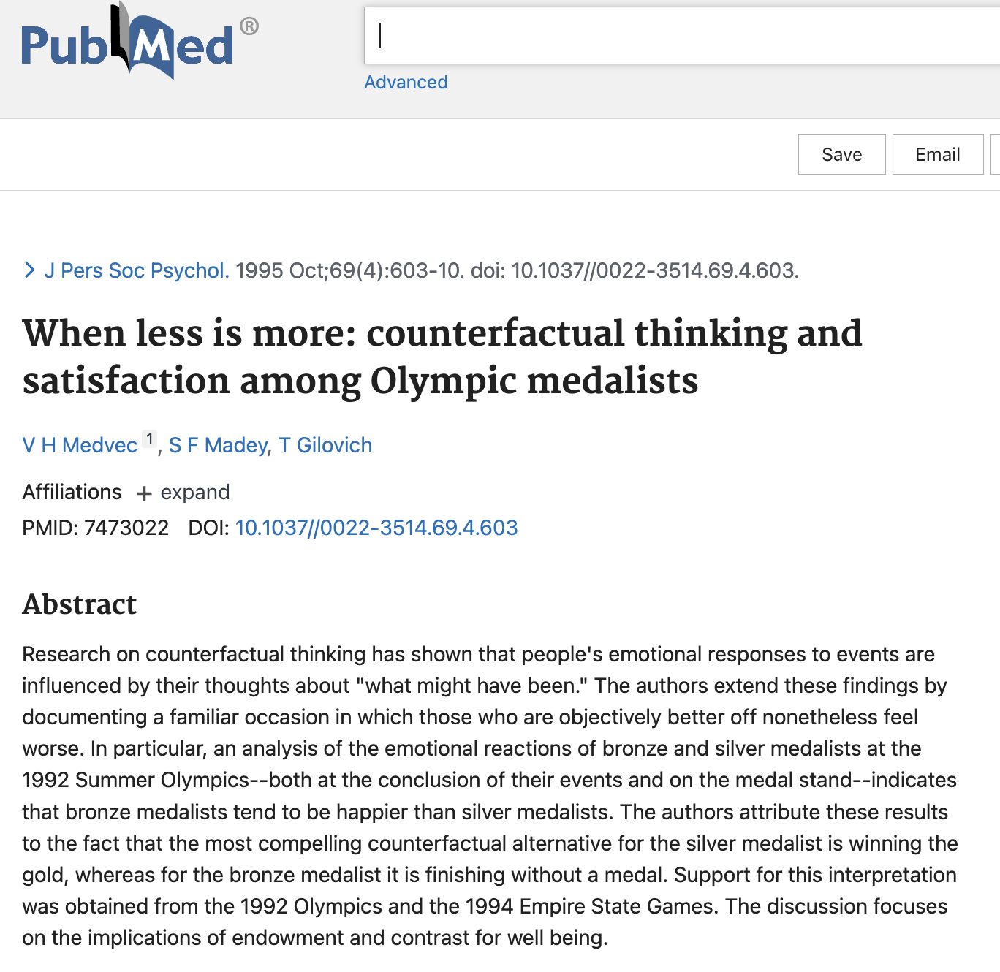 PubMed®
Advanced
Save
Email
J Pers Soc Psychol. 1995 Oct;69(4):603-10. doi: 10.1037//0022-3514.69.4.603.
When less is more: counterfactual thinking and
satisfaction among Olympic medalists
V H Medvec 1, S F Madey, T Gilovich
Affiliations + expand
PMID: 7473022 DOI: 10.1037//0022-3514.69.4.603
Abstract
Research on counterfactual thinking has shown that people's emotional responses to events are
influenced by their thoughts about "what might have been." The authors extend these findings by
documenting a familiar occasion in which those who are objectively better off nonetheless feel
worse. In particular, an analysis of the emotional reactions of bronze and silver medalists at the
1992 Summer Olympics--both at the conclusion of their events and on the medal stand--indicates
that bronze medalists tend to be happier than silver medalists. The authors attribute these results
to the fact that the most compelling counterfactual alternative for the silver medalist is winning the
gold, whereas for the bronze medalist it is finishing without a medal. Support for this interpretation
was obtained from the 1992 Olympics and the 1994 Empire State Games. The discussion focuses
on the implications of endowment and contrast for well being.